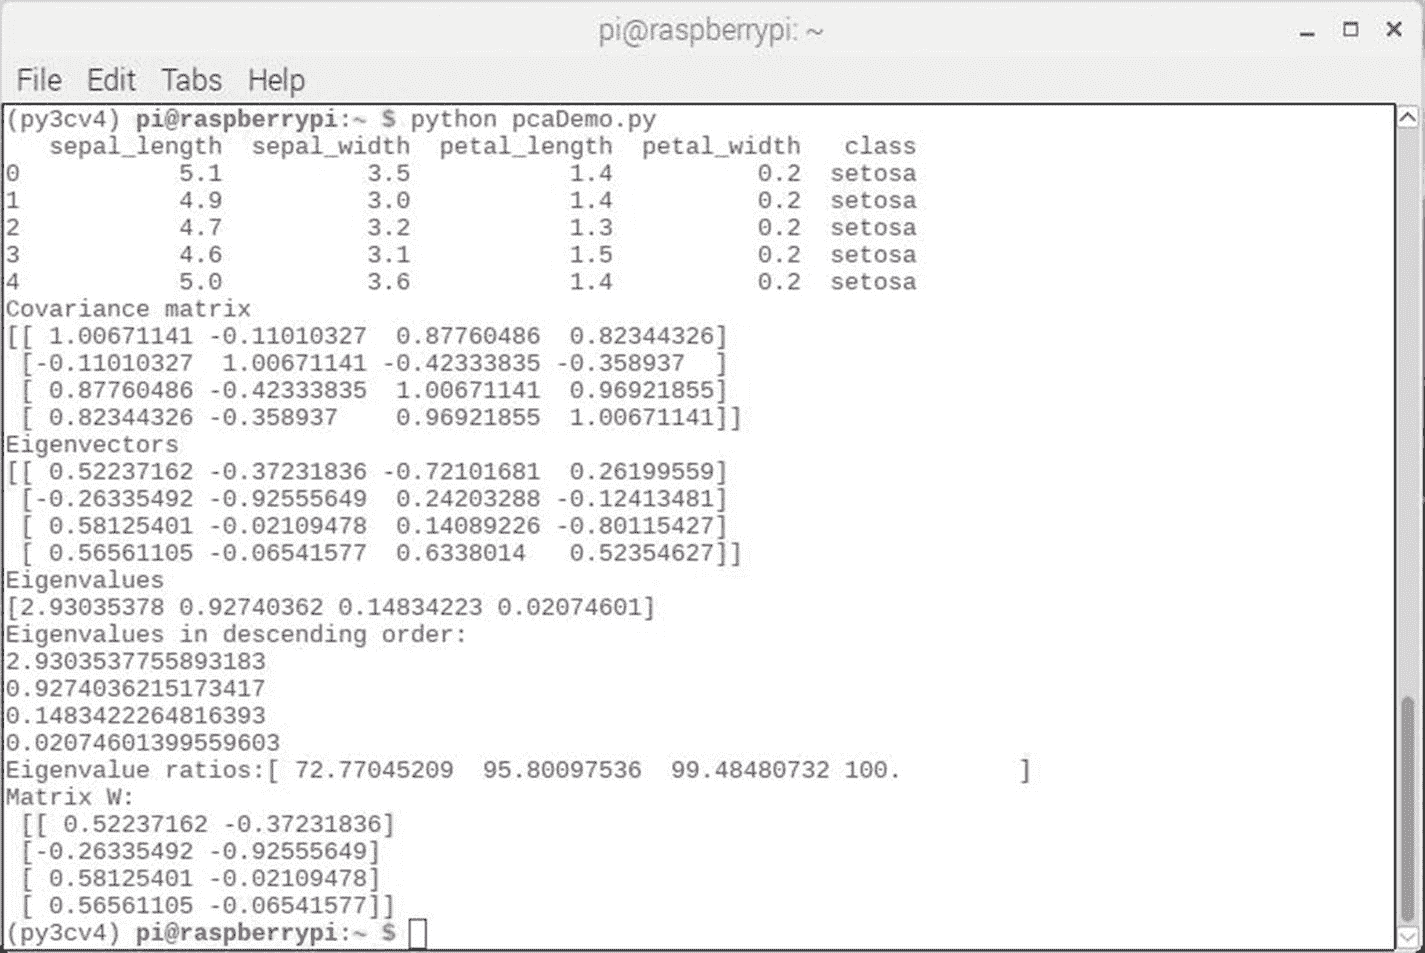 pi@raspberrypi: ~
File Edit Tabs Help
(py3cv4) pi@raspberrypi:~ $ python pcaDemo.py
   sepal_length  sepal_width  petal_length  petal_width   class
0           5.1          3.5           1.4          0.2  setosa
1           4.9          3.0           1.4          0.2  setosa
2           4.7          3.2           1.3          0.2  setosa
3           4.6          3.1           1.5          0.2  setosa
4           5.0          3.6           1.4          0.2  setosa
Covariance matrix
[[ 1.00671141 -0.11010327  0.87760486  0.82344326]
 [-0.11010327  1.00671141 -0.42333835 -0.358937  ]
 [ 0.87760486 -0.42333835  1.00671141  0.96921855]
 [ 0.82344326 -0.358937    0.96921855  1.00671141]]
Eigenvectors
[[ 0.52237162 -0.37231836 -0.72101681  0.26199559]
 [-0.26335492 -0.92555649  0.24203288 -0.12413481]
 [ 0.58125401 -0.02109478  0.14089226 -0.80115427]
 [ 0.56561105 -0.06541577  0.6338014   0.52354627]]
Eigenvalues
[2.93035378 0.92740362 0.14834223 0.02074601]
Eigenvalues in descending order:
2.9303537755893183
0.9274036215173417
0.1483422264816393
0.020746013995596​03
Eigenvalue ratios:[ 72.77045209  95.80097536  99.48480732 100.        ]
Matrix W:
 [[ 0.52237162 -0.37231836]
 [-0.26335492 -0.92555649]
 [ 0.58125401 -0.02109478]
 [ 0.56561105 -0.06541577]]
(py3cv4) pi@raspberrypi:~ $